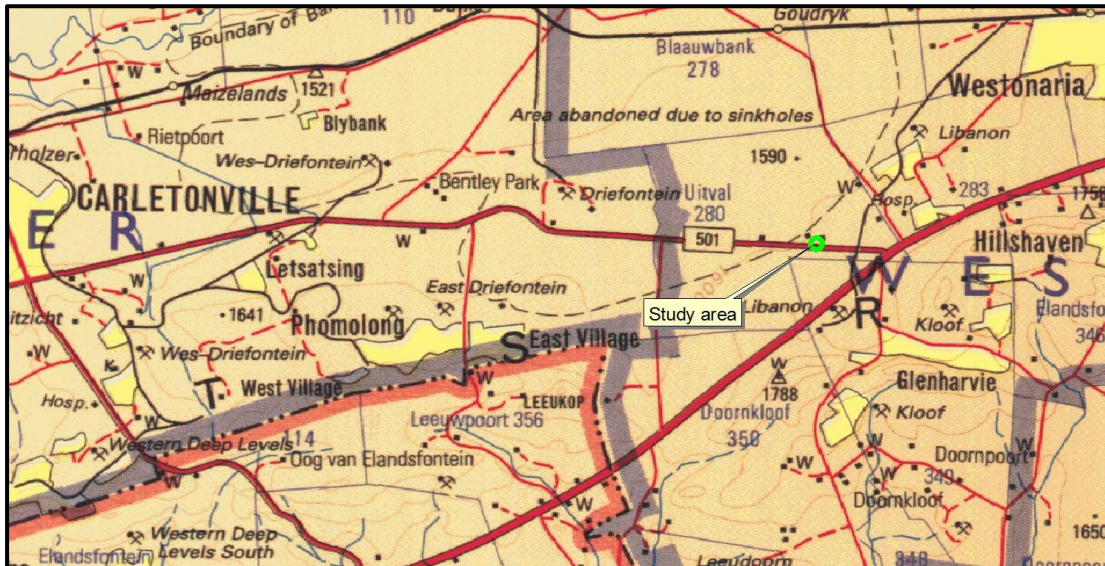 Goudryk
Boundary of
110
Blaauwbank
278
W
Maizelands
1521
Westonaria
Rietpoort
Blybank
Area abandoned due to sinkholes
Libanon
Wes-Driefontein
1590
CARLETONVILLE
Bentley Park
Driefontein
Uitval
280
W
Hosp.
283
E R
W
501
Hillshaven
Letsatsing
W E S
East Driefontein
Study area
Libanon
R
Kloof
1641
Phomolong
W
Wes-Driefontein
S
East Village
W
K
T
West Village
W
1788
Glenharvie
Hosp.
LEEUKOP
W
Leeuwpoort 356
Doornkloof
350
Kloof
Western Deep Levels
14
Oog van Elandsfontein
W
Doornpoort
349
W
W
Doornkloof
Western Deep
Levels South
1650
Elandsfontein
Leeudoorn
348